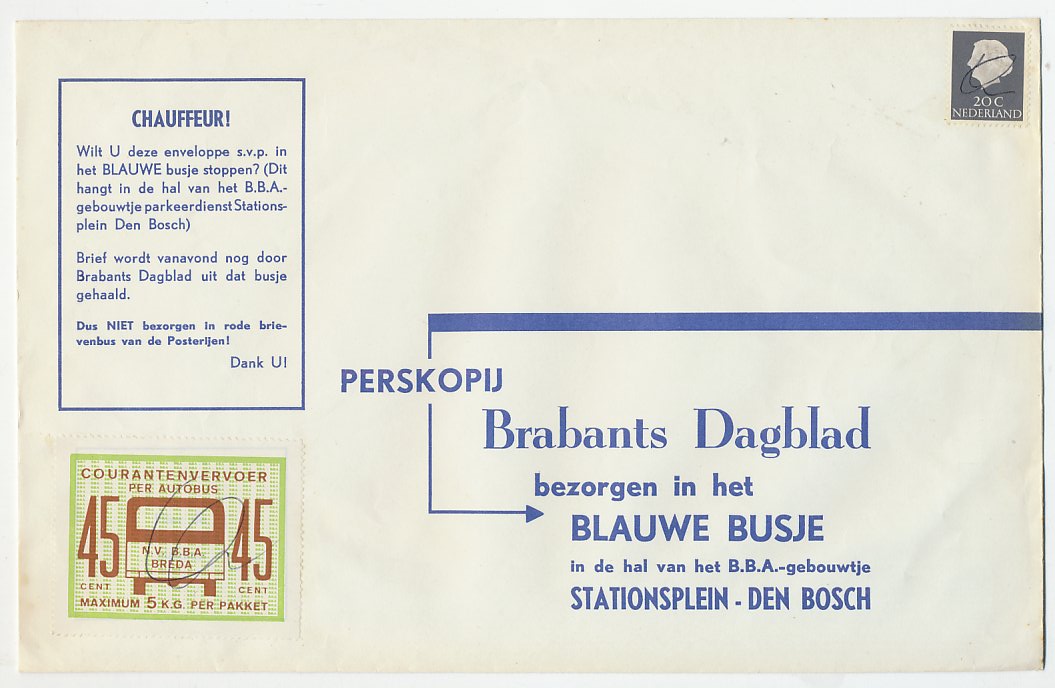 CHAUFFEUR!
Wilt U deze enveloppe s.v.p. in
het BLAUWE busje stoppen? (Dit
hangt in de hal van het B.B.A.-
gebouwtje parkeerdienst Stations-
plein Den Bosch)
Brief wordt vanavond nog door
Brabants Dagblad uit dat busje
gehaald.
Dus NIET bezorgen in rode brie-
venbus van de Posterijen!
Dank U!
20 C
NEDERLAND
PERSKOPIJ
Brabants Dagblad
bezorgen in het
BLAUWE BUSJE
in de hal van het B.B.A.-gebouwtje
STATIONSPLEIN - DEN BOSCH
COURANTENVERVOER
PER AUTOBUS
45 45
N.V. B.B.A.
BREDA
CENT CENT
MAXIMUM 5 K.G. PER PAKKET